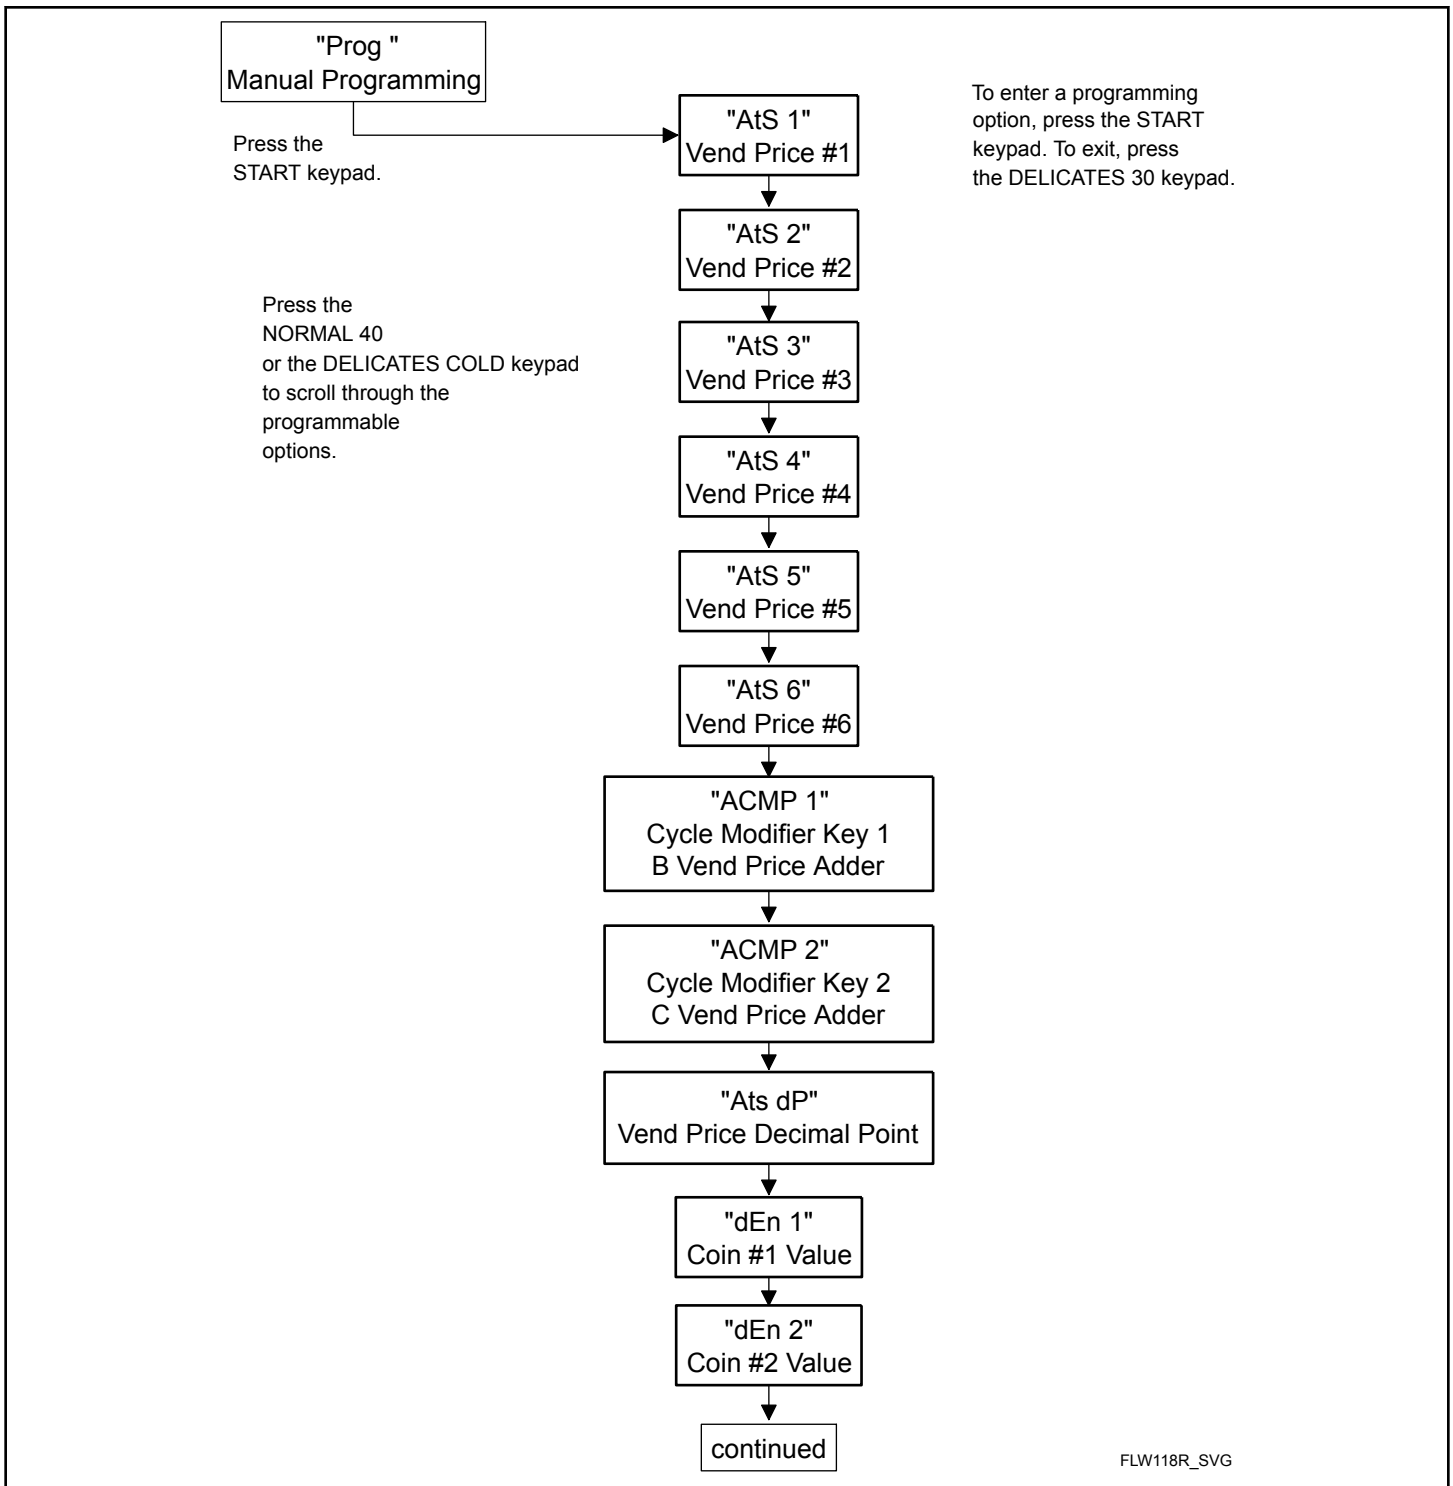 "Prog "
Manual Programming
Press the
START keypad.
"AtS 1"
Vend Price #1
To enter a programming
option, press the START
keypad. To exit, press
the DELICATES 30 keypad.
"AtS 2"
Vend Price #2
Press the
NORMAL 40
or the DELICATES COLD keypad
to scroll through the
programmable
options.
"AtS 3"
Vend Price #3
"AtS 4"
Vend Price #4
"AtS 5"
Vend Price #5
"AtS 6"
Vend Price #6
"ACMP 1"
Cycle Modifier Key 1
B Vend Price Adder
"ACMP 2"
Cycle Modifier Key 2
C Vend Price Adder
"Ats dP"
Vend Price Decimal Point
"dEn 1"
Coin #1 Value
"dEn 2"
Coin #2 Value
continued
FLW118R_SVG